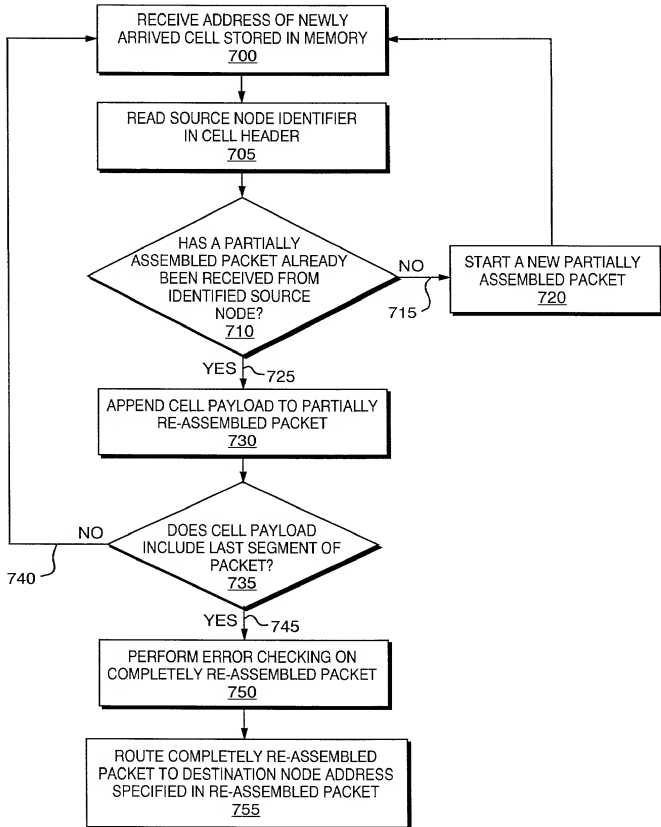 RECEIVE ADDRESS OF NEWLY
ARRIVED CELL STORED IN MEMORY
700
READ SOURCE NODE IDENTIFIER
IN CELL HEADER
705
HAS A PARTIALLY
ASSEMBLED PACKET ALREADY
BEEN RECEIVED FROM
IDENTIFIED SOURCE
NODE?
710
NO
715
START A NEW PARTIALLY
ASSEMBLED PACKET
720
YES
725
APPEND CELL PAYLOAD TO PARTIALLY
RE-ASSEMBLED PACKET
730
DOES CELL PAYLOAD
INCLUDE LAST SEGMENT OF
PACKET?
735
NO
740
YES
745
PERFORM ERROR CHECKING ON
COMPLETELY RE-ASSEMBLED PACKET
750
ROUTE COMPLETELY RE-ASSEMBLED
PACKET TO DESTINATION NODE ADDRESS
SPECIFIED IN RE-ASSEMBLED PACKET
755